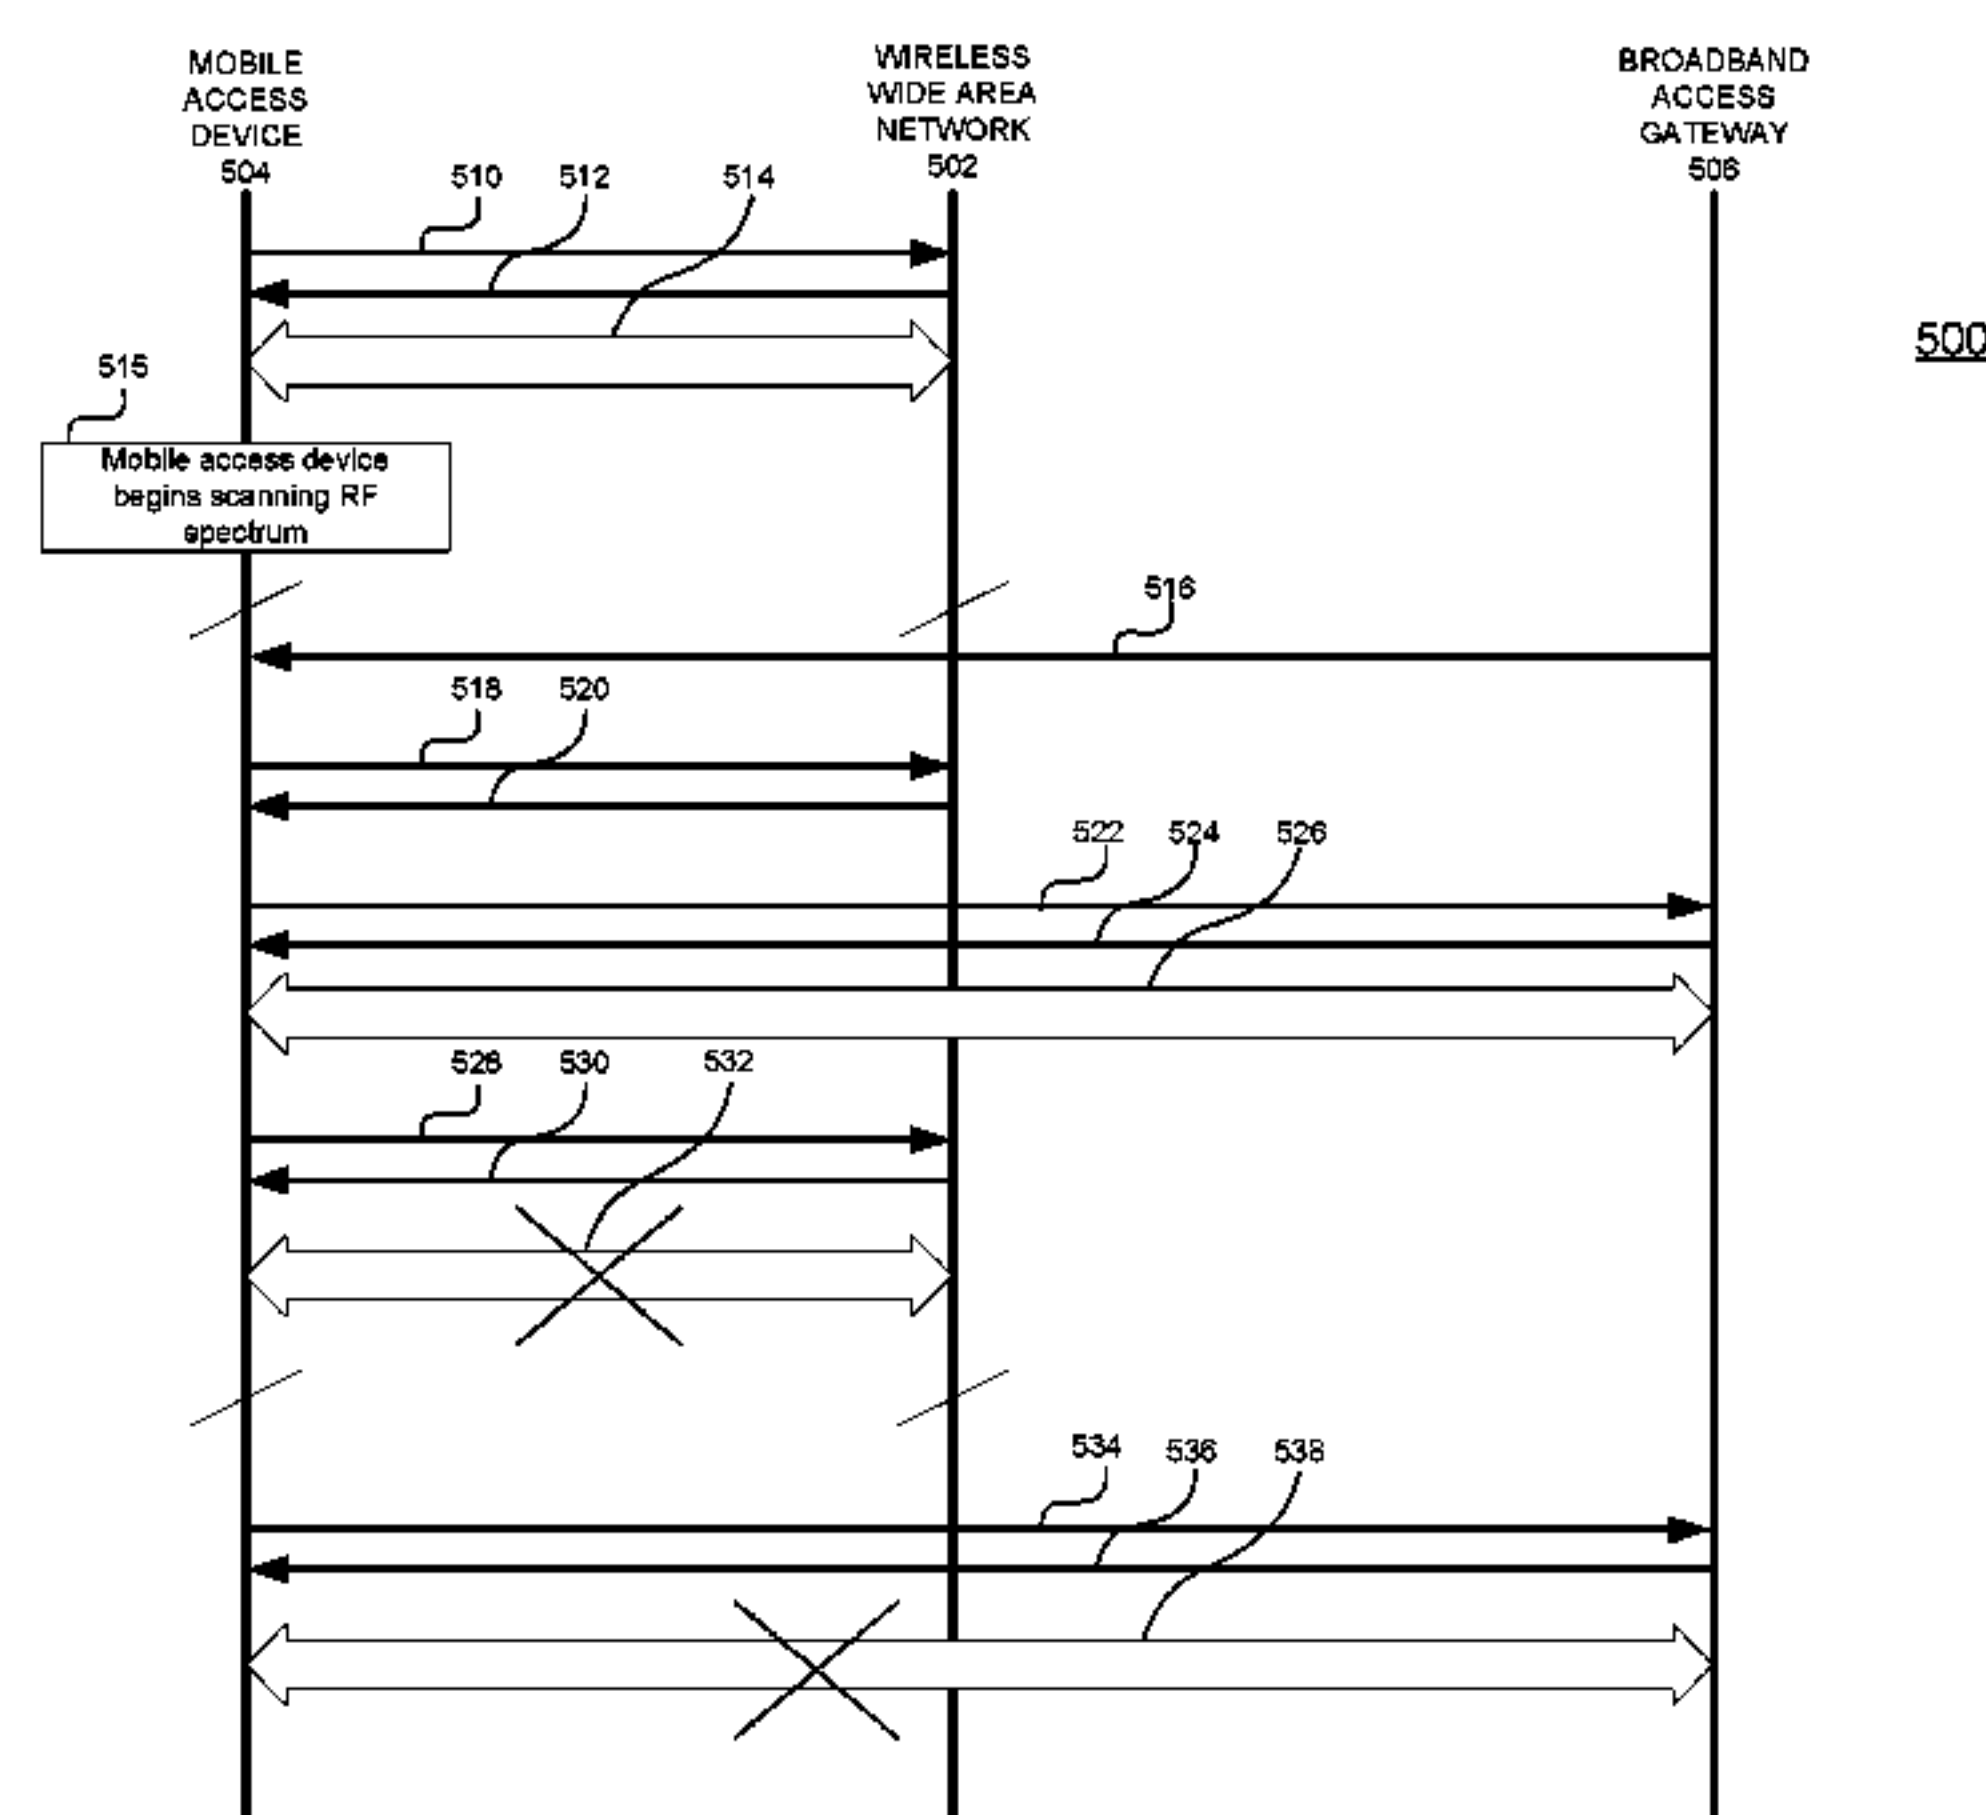 MOBILE
ACCESS
DEVICE
504
WIRELESS
WIDE AREA
NETWORK
502
BROADBAND
ACCESS
GATEWAY
506
510
512
514
500
515
Mobile access device
begins scanning RF
spectrum
516
518
520
522
524
526
528
530
532
534
536
538